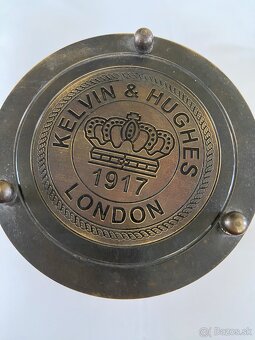 KELVIN & HUGHES
1917
LONDON
Bazos.sk